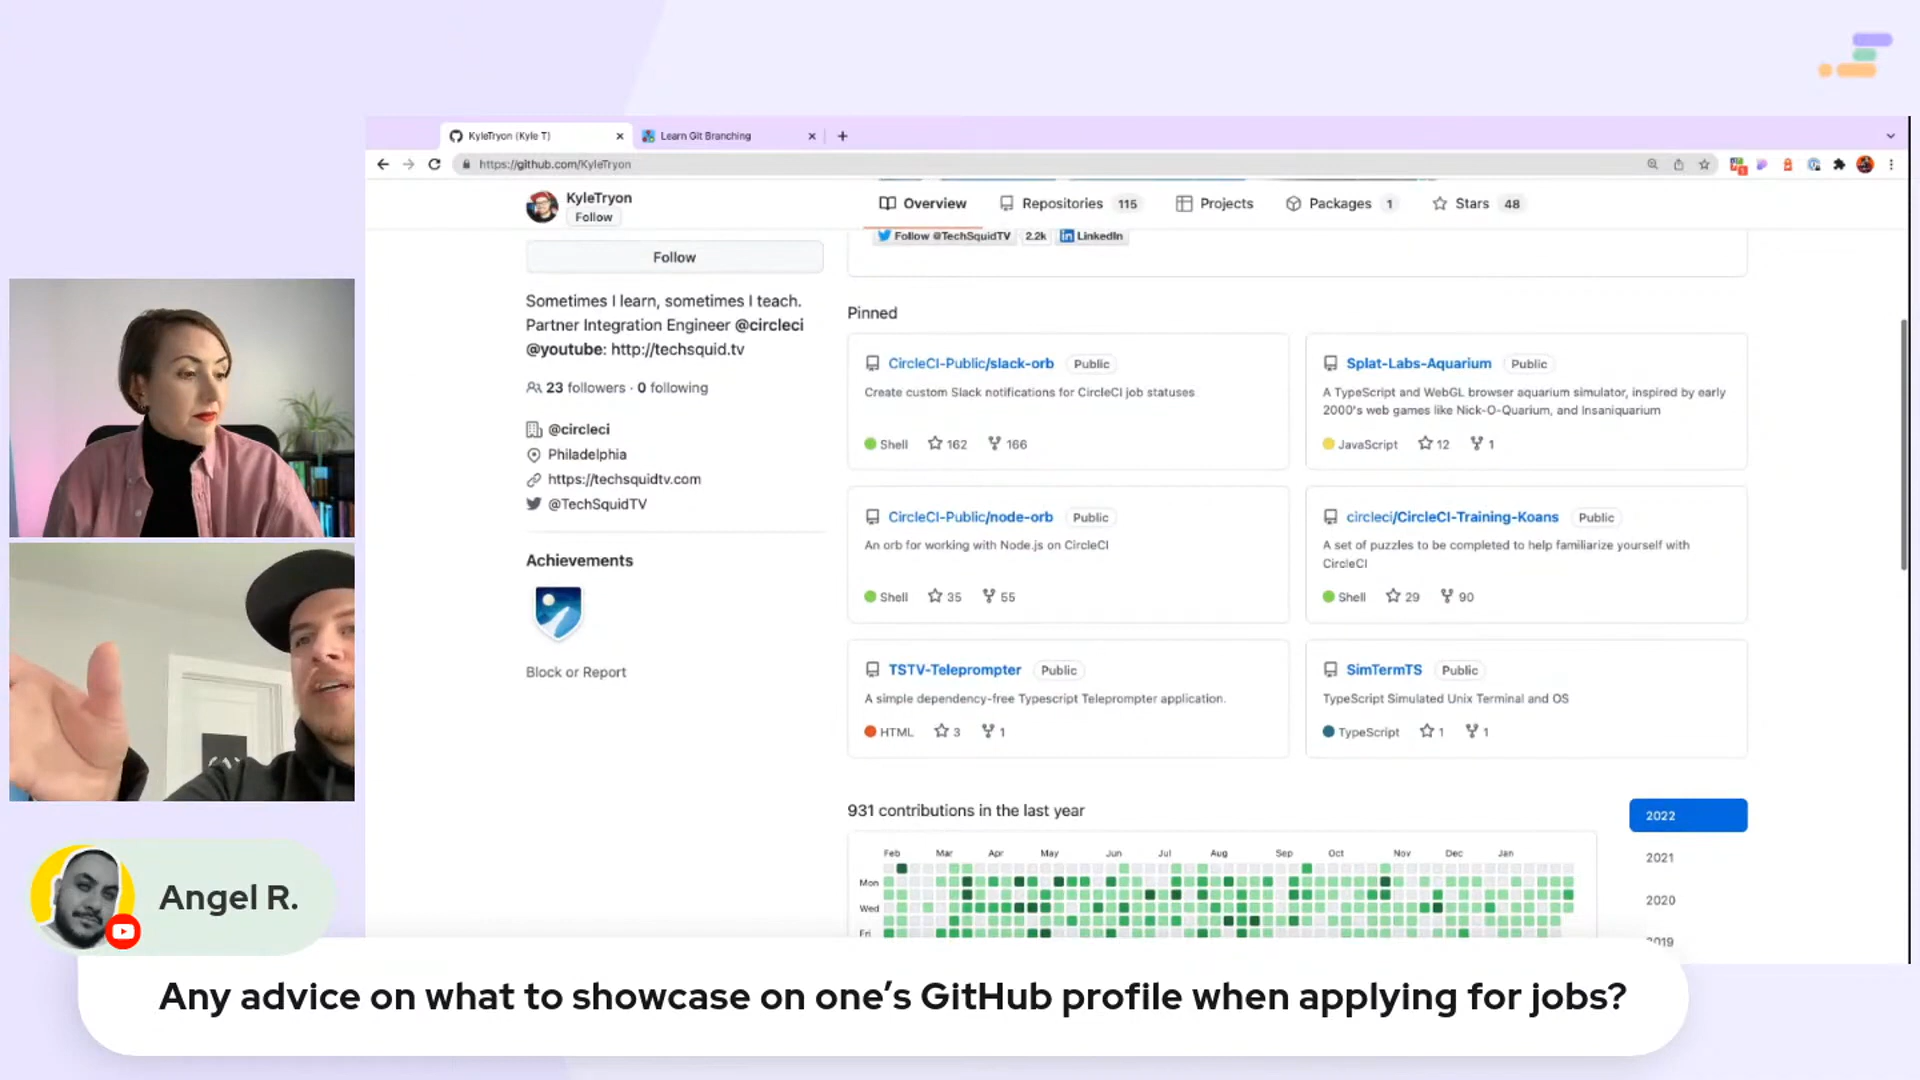 KyleTryon (Kyle T)
Learn Git Branching
https://github.com/KyleTryon
KyleTryon
Follow
Overview
Repositories 115
Projects
Packages 1
Stars 48
Follow @TechSquidTV 2.2k LinkedIn
Follow
Sometimes I learn, sometimes I teach.
Partner Integration Engineer @circleci
@youtube: http://techsquid.tv
23 followers · 0 following
@circleci
Philadelphia
https://techsquidtv.com
@TechSquidTV
Achievements
Block or Report
Pinned
CircleCI-Public/slack-orb Public
Create custom Slack notifications for CircleCI job statuses
Shell 162 166
Splat-Labs-Aquarium Public
A TypeScript and WebGL browser aquarium simulator, inspired by early
2000's web games like Nick-O-Quarium, and Insaniquarium
JavaScript 12 1
CircleCI-Public/node-orb Public
An orb for working with Node.js on CircleCI
Shell 35 55
circleci/CircleCI-Training-Koans Public
A set of puzzles to be completed to help familiarize yourself with
CircleCI
Shell 29 90
TSTV-Teleprompter Public
A simple dependency-free Typescript Teleprompter application.
HTML 3 1
SimTermTS Public
TypeScript Simulated Unix Terminal and OS
TypeScript 1 1
931 contributions in the last year
Feb Mar Apr May Jun Jul Aug Sep Oct Nov Dec Jan
Mon
Wed
Fri
2022
2021
2020
2019
Angel R.
Any advice on what to showcase on one’s GitHub profile when applying for jobs?